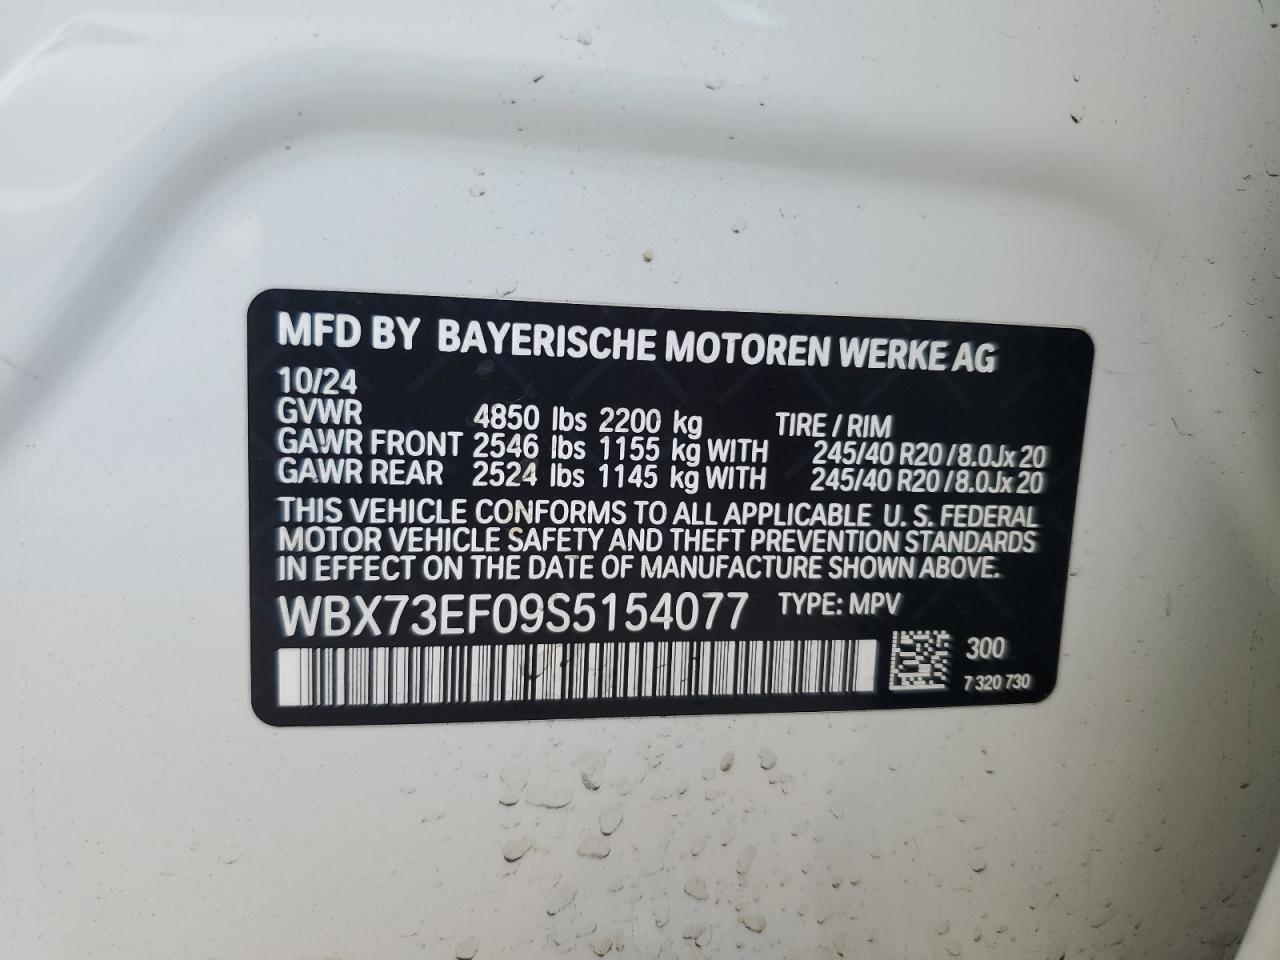 MFD BY BAYERISCHE MOTOREN WERKE AG
10/24
GVWR 4850 lbs 2200 kg TIRE / RIM
GAWR FRONT 2546 lbs 1155 kg WITH 245/40 R20 / 8.0Jx 20
GAWR REAR 2524 lbs 1145 kg WITH 245/40 R20 / 8.0Jx 20
THIS VEHICLE CONFORMS TO ALL APPLICABLE U. S. FEDERAL
MOTOR VEHICLE SAFETY AND THEFT PREVENTION STANDARDS
IN EFFECT ON THE DATE OF MANUFACTURE SHOWN ABOVE.
WBX73EF09S5154077 TYPE: MPV
300
7 320 730